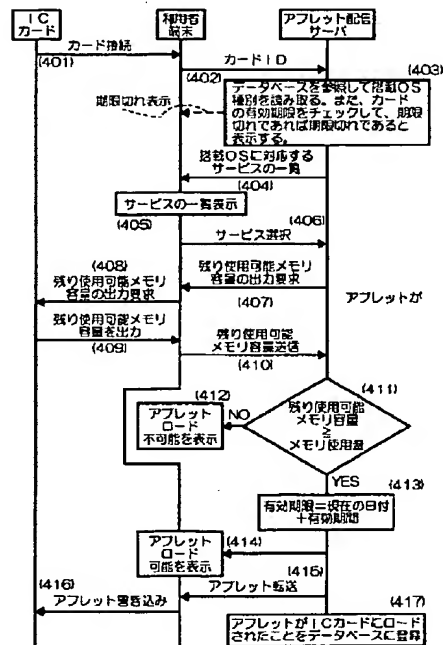 ICカード
利用者端末
アプレット配信サーバ
カード接続
(401)
カードID
(402)
(403)
データベースを参照して搭載OS
種別を読み取る。また、カード
の有効期限をチェックして、期限
切れであれば期限切れであると
表示する。
期限切れ表示
搭載OSに対応する
サービスの一覧
(404)
サービスの一覧表示
(405)
(406)
サービス選択
(408)
残り使用可能メモリ
容量の出力要求
残り使用可能メモリ
容量の出力要求
(407)
アプレットが
残り使用可能メモリ
容量を出力
(409)
残り使用可能
メモリ容量送信
(410)
(411)
残り使用可能
メモリ容量
≧
メモリ使用量
(412)
NO
アプレット
ロード
不可能を表示
YES
(413)
有効期限=現在の日付
+有効期間
(414)
アプレット
ロード
可能を表示
(415)
アプレット転送
(416)
アプレット書き込み
(417)
アプレットがICカードにロード
されたことをデータベースに登録